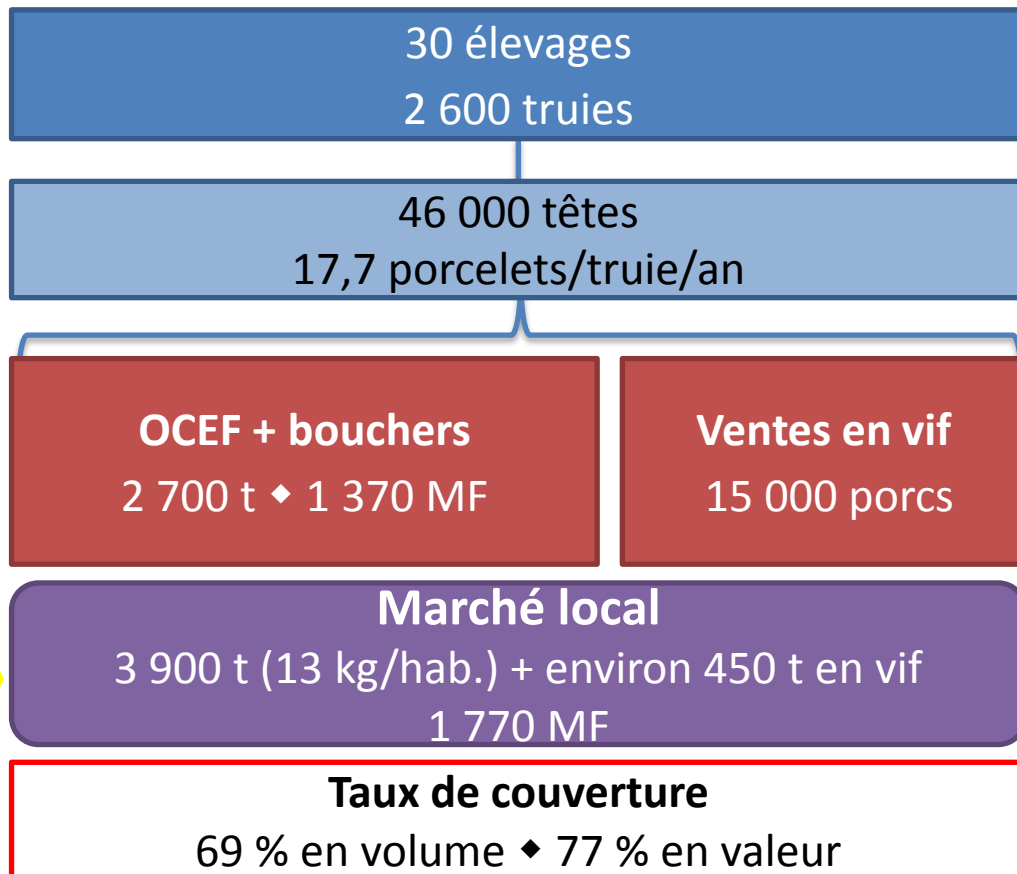 30 élevages
2 600 truies
46 000 têtes
17,7 porcelets/truie/an
OCEF + bouchers
2 700 t ◆ 1 370 MF
Ventes en vif
15 000 porcs
Marché local
3 900 t (13 kg/hab.) + environ 450 t en vif
1 770 MF
Taux de couverture
69 % en volume ◆ 77 % en valeur